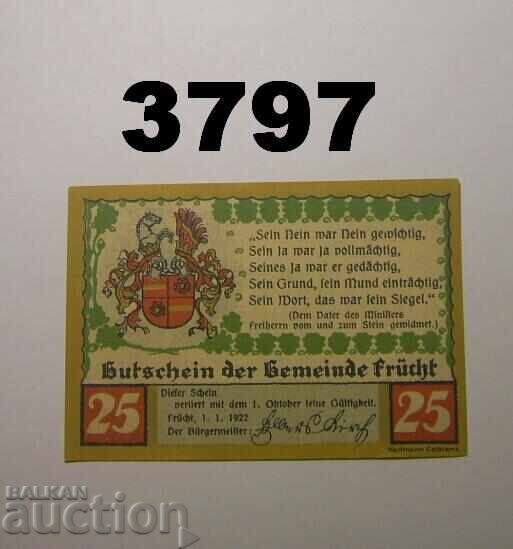 3797
„Sein Nein war Nein gewichtig,
Sein Ja war Ja vollmächtig,
Seines Ja war er gedächtig,
Sein Grund, sein Mund einträchtig,
Sein Wort, das war sein Siegel.“
(Dem Vater des Ministers
Freiherrn vom und zum Stein gewidmet.)
Gutschein der Gemeinde Frücht
25
Dieser Schein
verliert mit dem 1. Oktober seine Gültigkeit.
Frücht, 1. 1. 1922
Der Bürgermeister:
25
BALKAN
auction